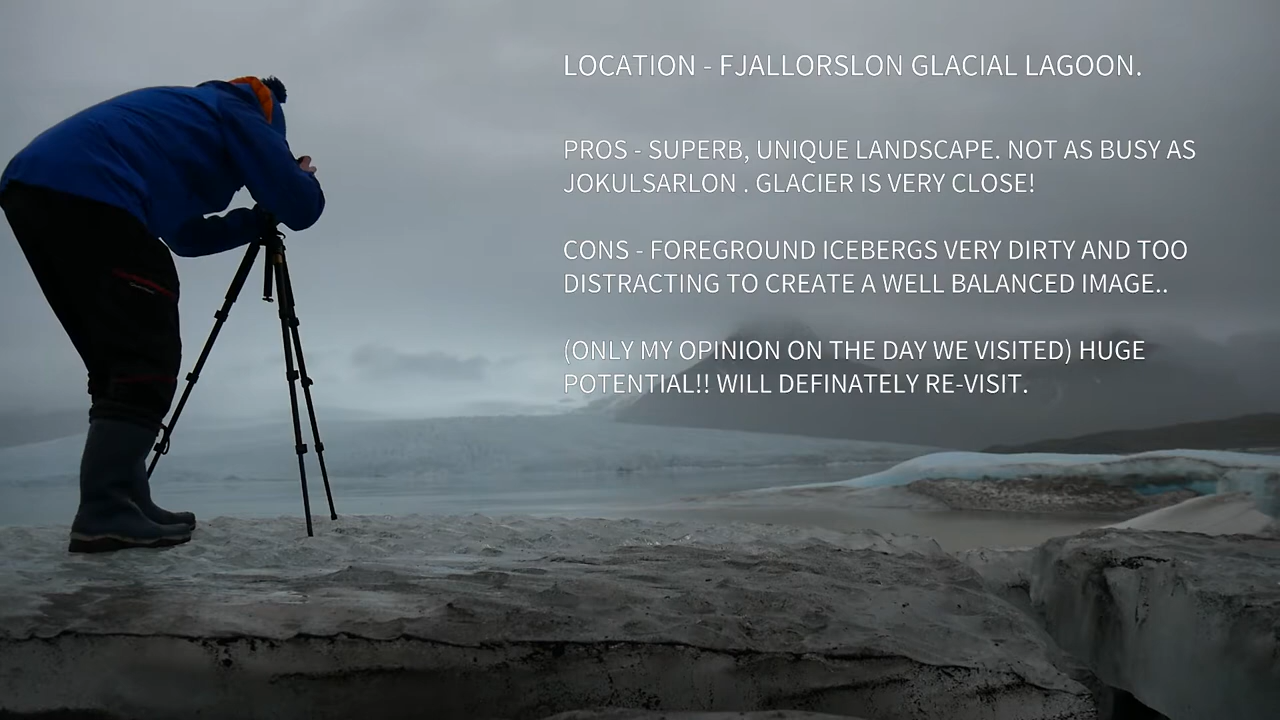 LOCATION - FJALLORSLON GLACIAL LAGOON.
PROS - SUPERB, UNIQUE LANDSCAPE. NOT AS BUSY AS
JOKULSARLON . GLACIER IS VERY CLOSE!
CONS - FOREGROUND ICEBERGS VERY DIRTY AND TOO
DISTRACTING TO CREATE A WELL BALANCED IMAGE..
(ONLY MY OPINION ON THE DAY WE VISITED) HUGE
POTENTIAL!! WILL DEFINATELY RE-VISIT.